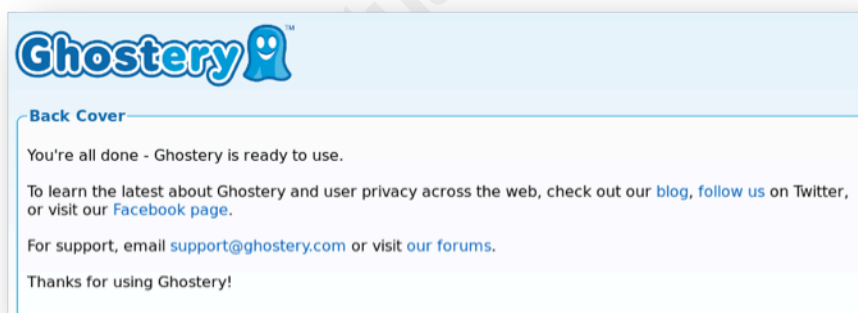 Ghostery™
Back Cover
You're all done - Ghostery is ready to use.
To learn the latest about Ghostery and user privacy across the web, check out our blog, follow us on Twitter,
or visit our Facebook page.
For support, email support@ghostery.com or visit our forums.
Thanks for using Ghostery!